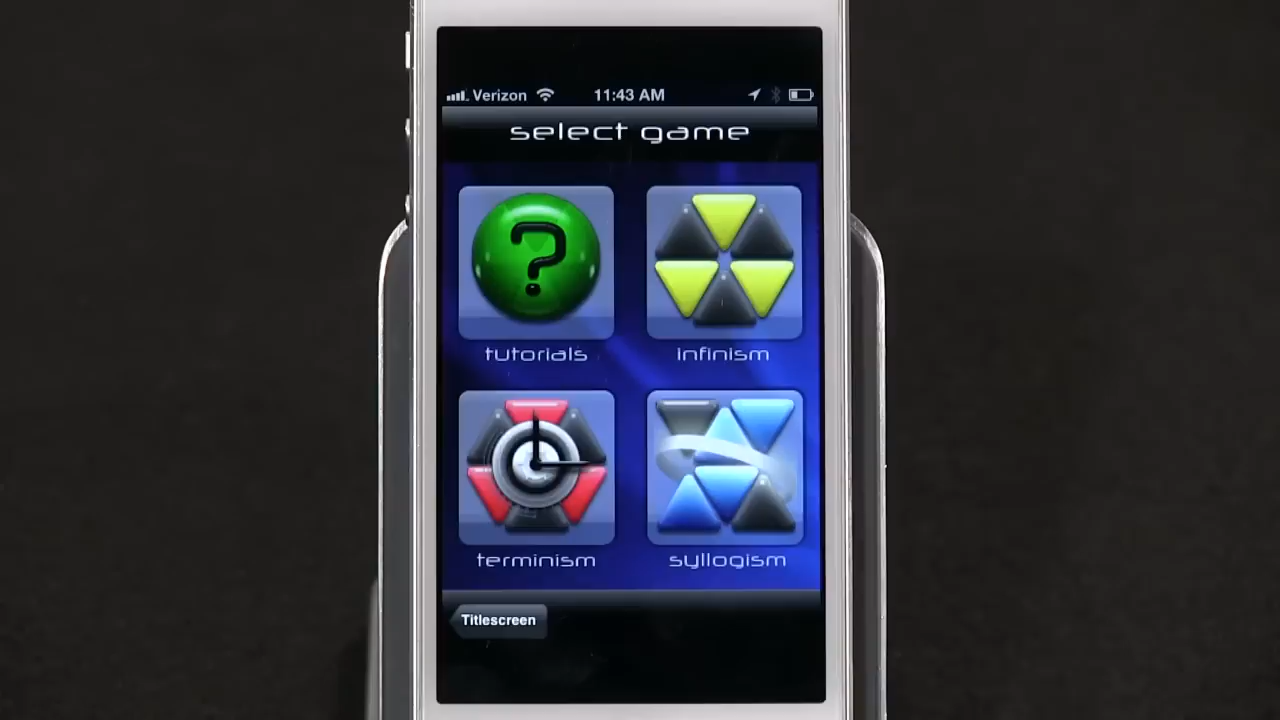 Verizon 11:43 AM
select game
?
tutorials
infinism
terminism
syllogism
Titlescreen